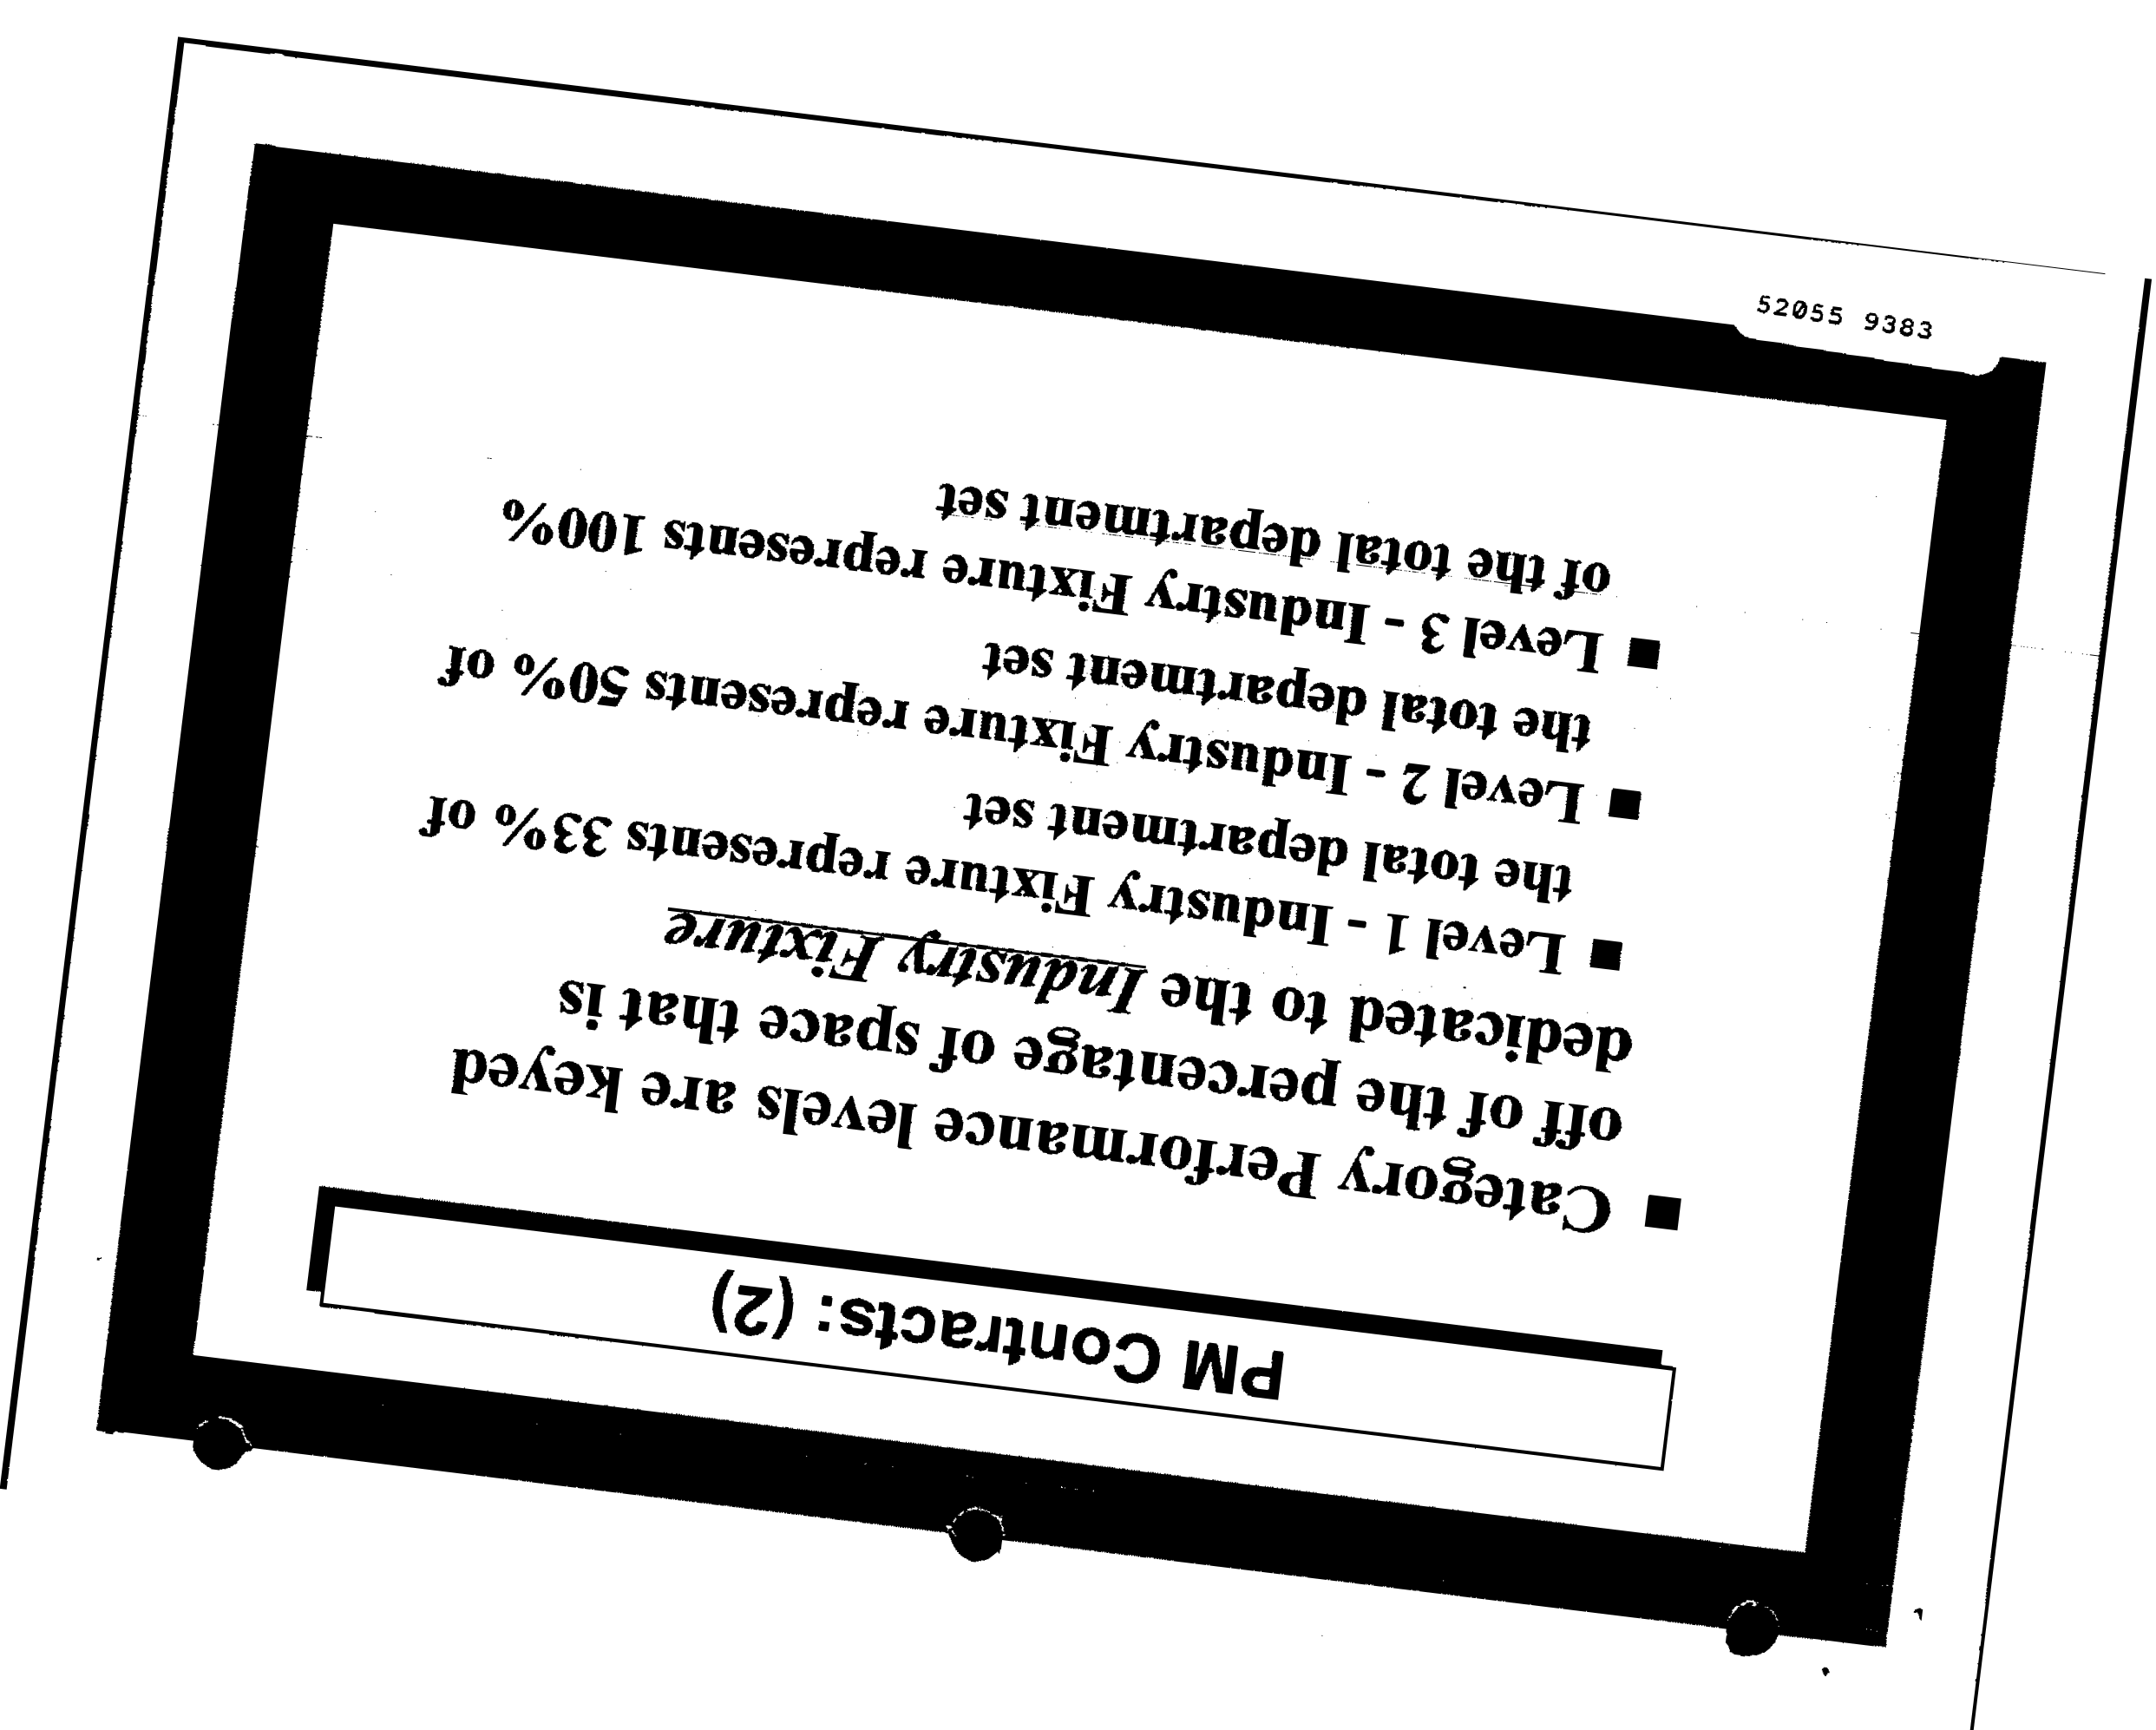 PM Contracts: (2)
■ Category Performance levels are keyed
off of the percentage of space that is
dedicated to the Industry Fixture
■ Level 1 - Industry Fixture represents 33% of
the total department set
■ Level 2 - Industry Fixture represents 50% of
the total department set
■ Level 3 - Industry Fixture represents 100%
of the total department set
52055 9383